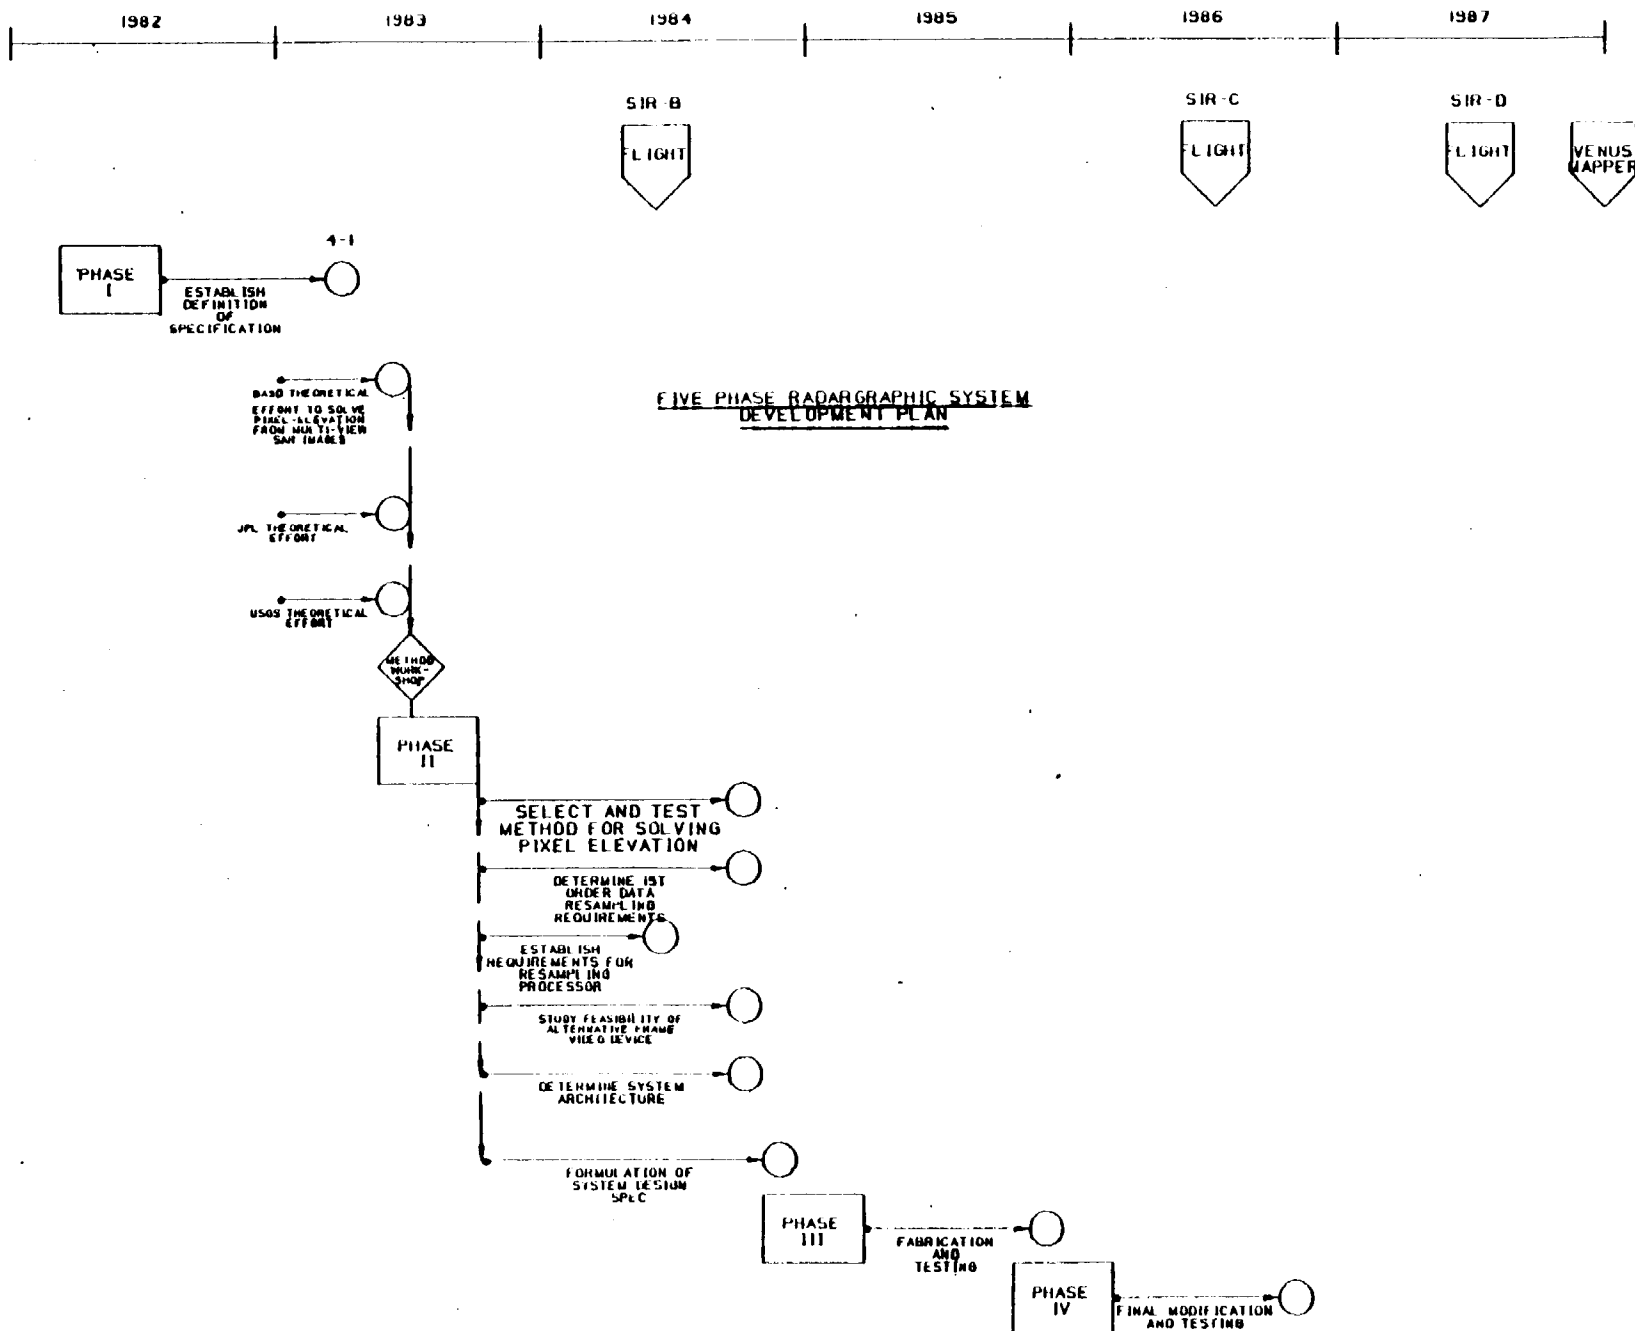 1982 1983 1984 1985 1986 1987
SIR-B SIR-C SIR-D
FLIGHT FLIGHT FLIGHT VENUS
MAPPER
4-1
PHASE
I
ESTABLISH
DEFINITION
OF
SPECIFICATION
THEORETICAL
EFFORT TO SOLVE
PIXEL-ELEVATION
FROM MULTI-VIEW
SAR IMAGES
FIVE PHASE RADARGRAPHIC SYSTEM
DEVELOPMENT PLAN
JPL THEORETICAL
EFFORT
USGS THEORETICAL
EFFORT
METHOD
WORK-
SHOP
PHASE
II
SELECT AND TEST
METHOD FOR SOLVING
PIXEL ELEVATION
DETERMINE 1ST
ORDER DATA
RESAMPLING
REQUIREMENTS
ESTABLISH
REQUIREMENTS FOR
RESAMPLING
PROCESSOR
STUDY FEASIBILITY OF
ALTERNATIVE FRAME
VIDEO DEVICE
DETERMINE SYSTEM
ARCHITECTURE
FORMULATION OF
SYSTEM DESIGN
SPEC
PHASE
III
FABRICATION
AND
TESTING
PHASE
IV
FINAL MODIFICATION
AND TESTING